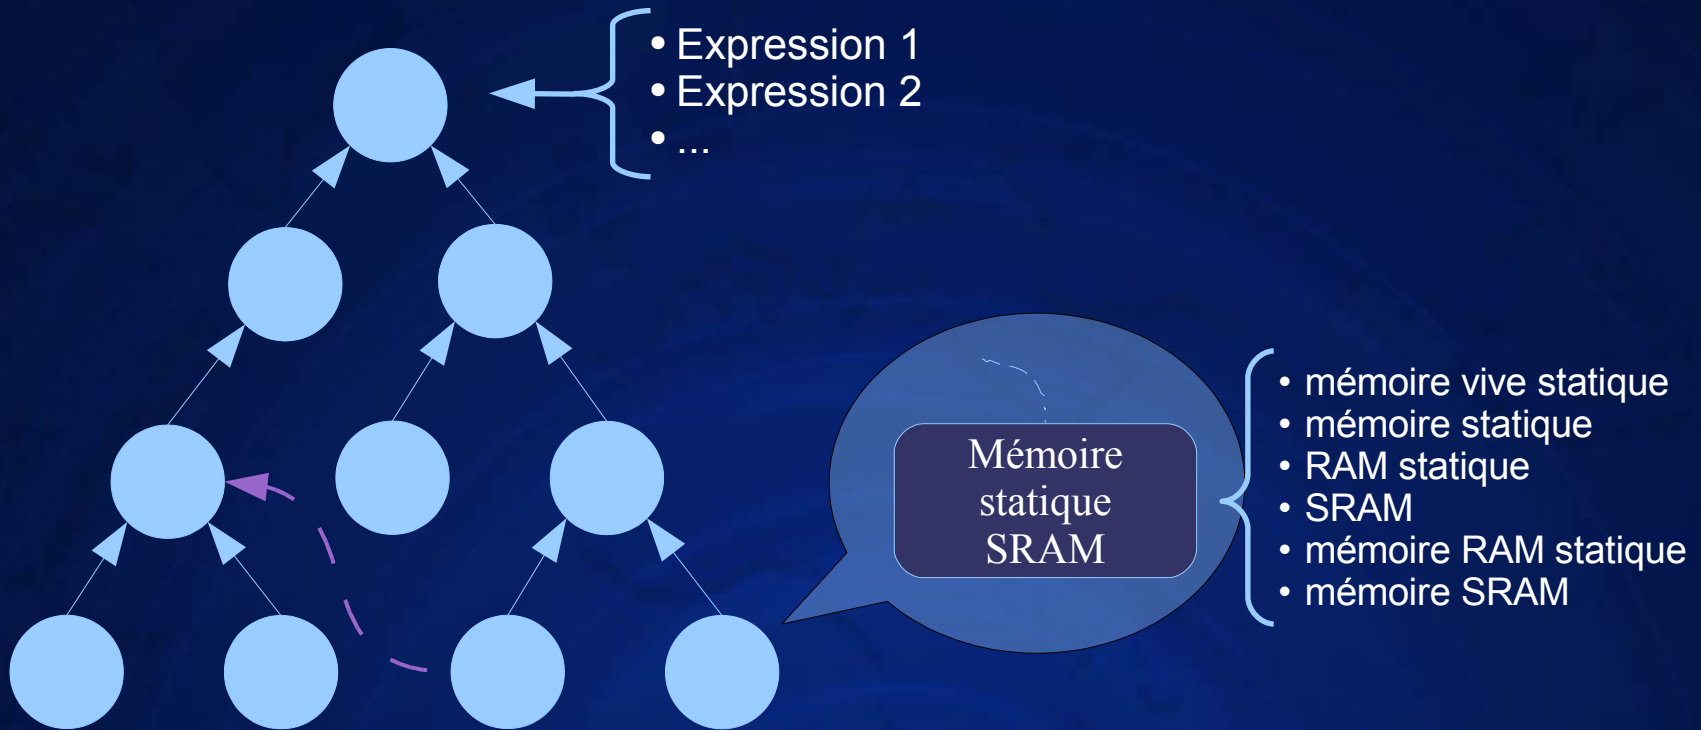 • Expression 1
• Expression 2
• ...
Mémoire
statique
SRAM
• mémoire vive statique
• mémoire statique
• RAM statique
• SRAM
• mémoire RAM statique
• mémoire SRAM